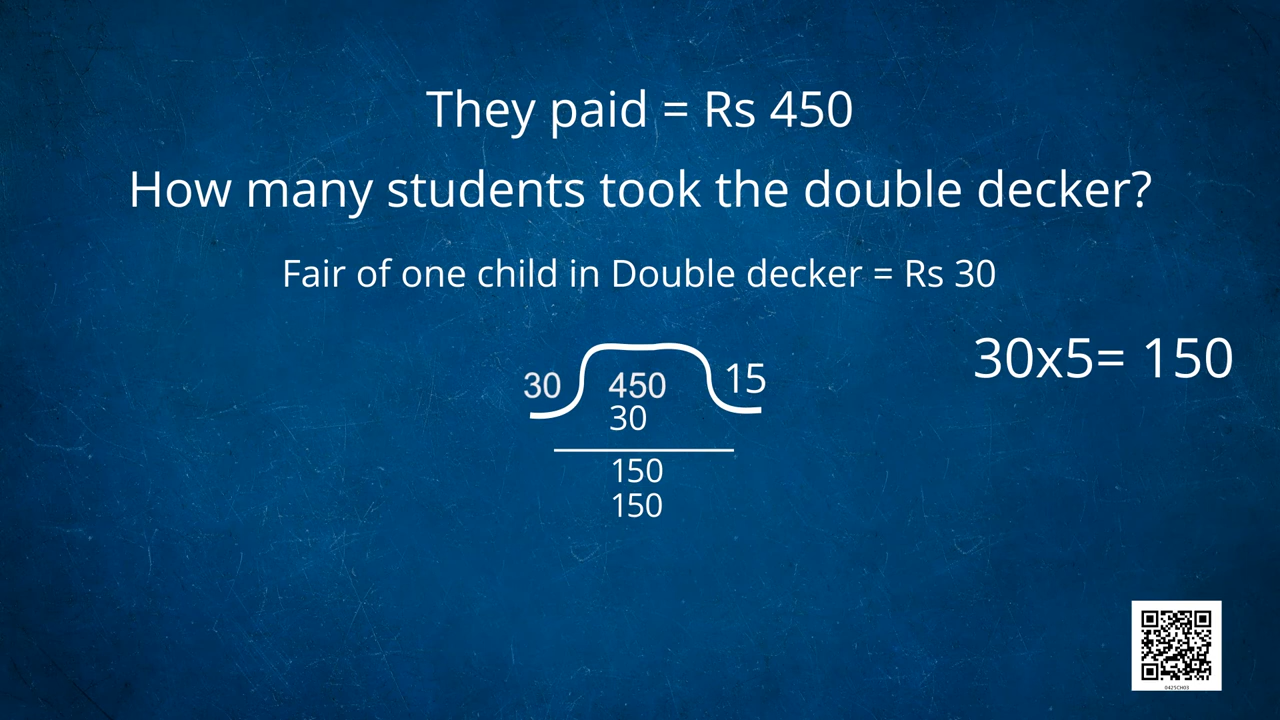 They paid = Rs 450
How many students took the double decker?
Fair of one child in Double decker = Rs 30
30x5= 150
30 450 15
30
150
150
0425CH03